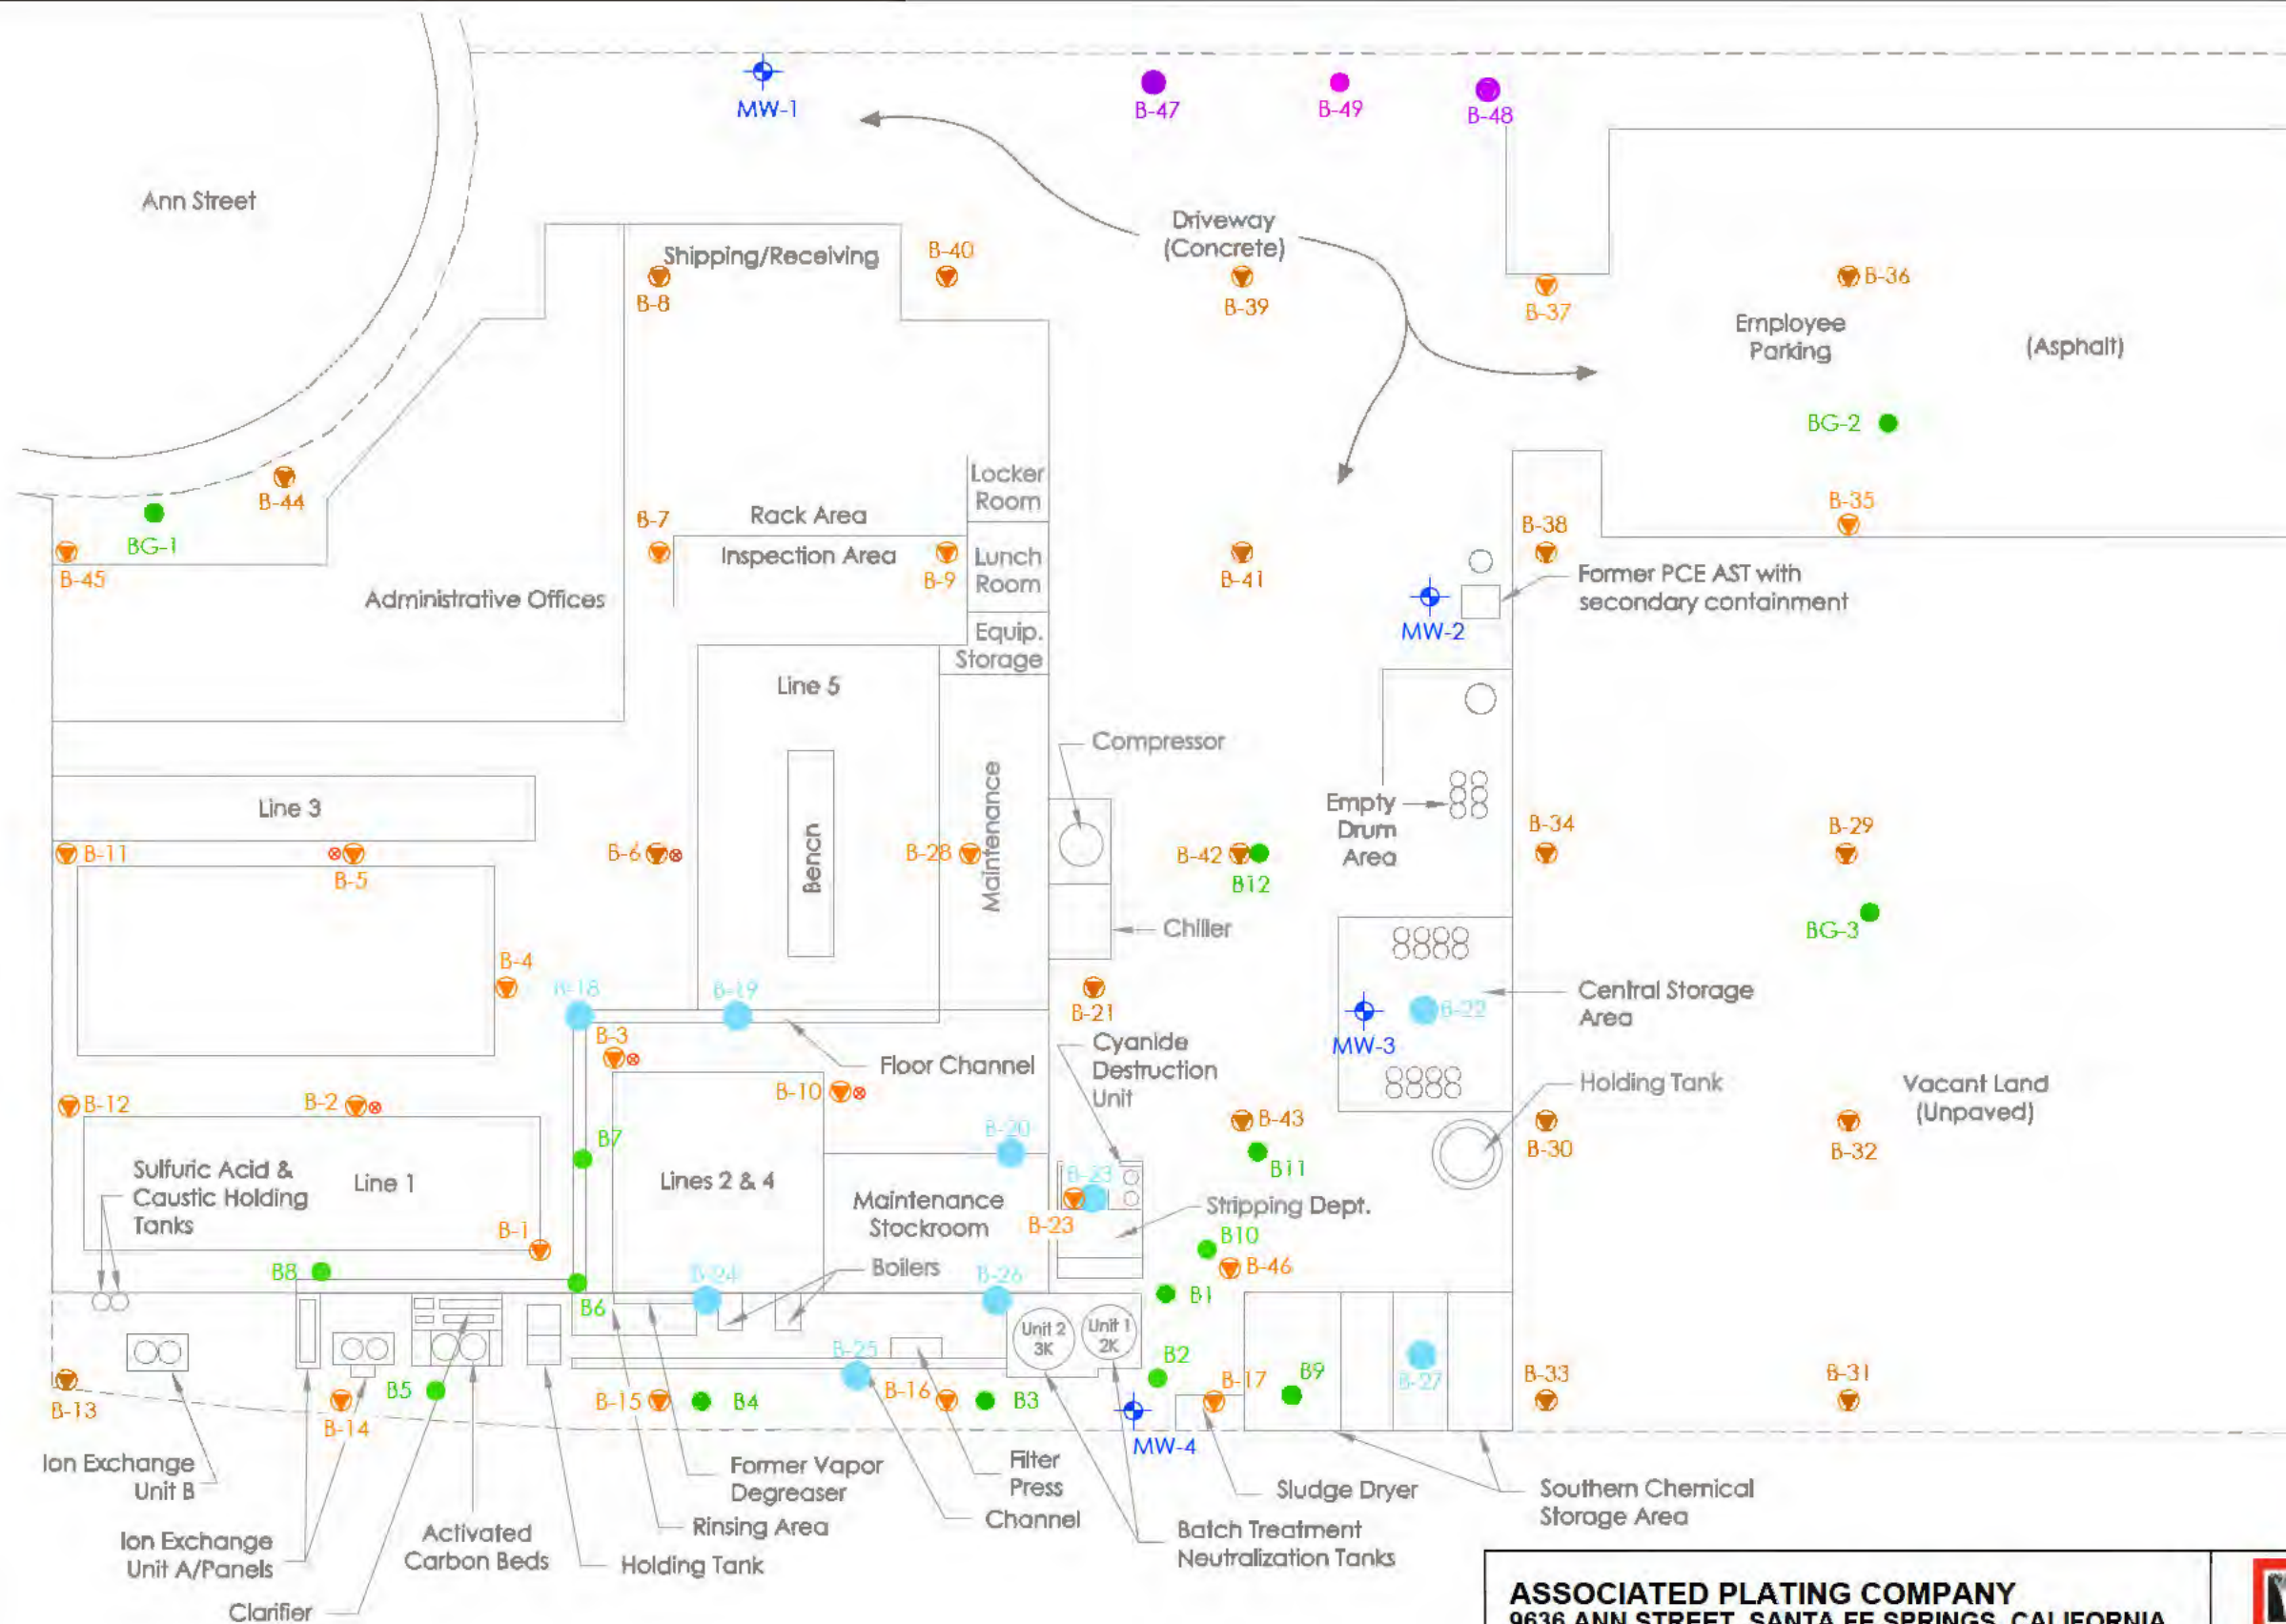 MW-1
B-47
B-49
B-48
Ann Street
Driveway
(Concrete)
Shipping/Receiving
B-40
B-8
B-39
B-37
B-36
Employee
Parking
(Asphalt)
BG-2
B-44
BG-1
B-45
B-7
Rack Area
Inspection Area
B-9
Locker
Room
Lunch
Room
Equip.
Storage
B-41
B-38
B-35
Former PCE AST with
secondary containment
MW-2
Administrative Offices
Line 5
Compressor
Line 3
Bench
Maintenance
Empty
Drum
Area
B-34
B-29
B-11
B-5
B-6
B-28
B-42
B12
Chiller
BG-3
B-4
B-18
B-19
B-21
B-22
Central Storage
Area
MW-3
B-3
Floor Channel
Cyanide
Destruction
Unit
B-10
Holding Tank
Vacant Land
(Unpaved)
B-12
B-2
B-43
B-30
B-32
B7
B-20
B11
Sulfuric Acid &
Caustic Holding
Tanks
Line 1
Lines 2 & 4
Maintenance
Stockroom
B-23
B-23
Stripping Dept.
B-1
B10
B-46
B8
B-24
Boilers
B-26
B1
B6
Unit 2
3K
Unit 1
2K
B-25
B2
B-13
B-14
B5
B-15
B4
B-16
B3
B-17
B9
B-27
B-33
B-31
MW-4
Ion Exchange
Unit B
Former Vapor
Degreaser
Filter
Press
Sludge Dryer
Southern Chemical
Storage Area
Ion Exchange
Unit A/Panels
Activated
Carbon Beds
Rinsing Area
Channel
Batch Treatment
Neutralization Tanks
Holding Tank
Clarifier
ASSOCIATED PLATING COMPANY
9636 ANN STREET, SANTA FE SPRINGS, CALIFORNIA